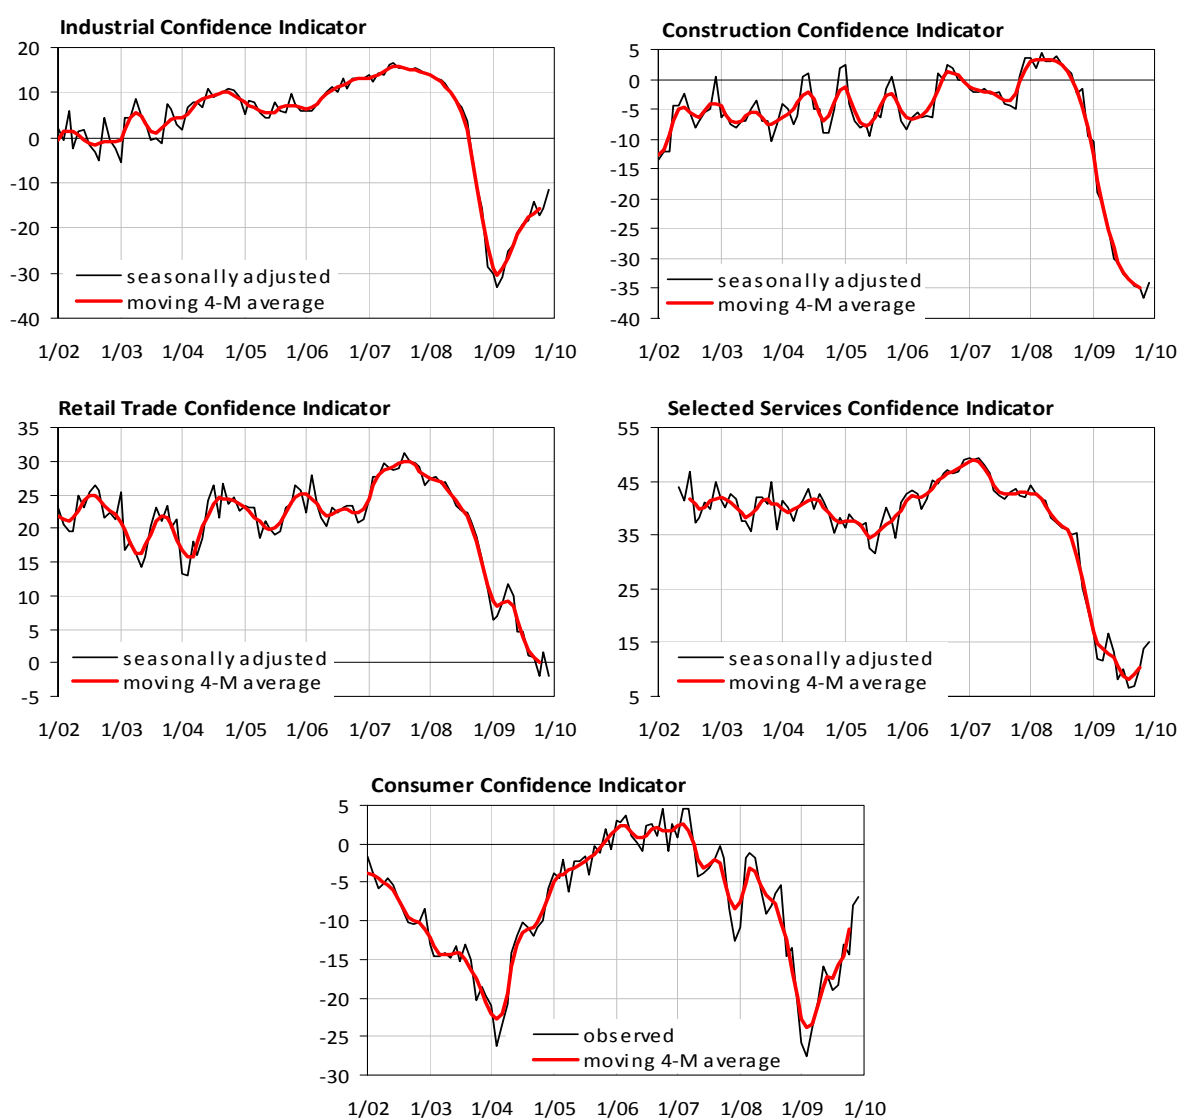 Industrial Confidence Indicator
20
10
0
-10
-20
-30
-40
seasonally adjusted
moving 4-M average
1/02 1/03 1/04 1/05 1/06 1/07 1/08 1/09 1/10
Construction Confidence Indicator
5
0
-5
-10
-15
-20
-25
-30
-35
-40
seasonally adjusted
moving 4-M average
1/02 1/03 1/04 1/05 1/06 1/07 1/08 1/09 1/10
Retail Trade Confidence Indicator
35
30
25
20
15
10
5
0
-5
seasonally adjusted
moving 4-M average
1/02 1/03 1/04 1/05 1/06 1/07 1/08 1/09 1/10
Selected Services Confidence Indicator
55
45
35
25
15
5
seasonally adjusted
moving 4-M average
1/02 1/03 1/04 1/05 1/06 1/07 1/08 1/09 1/10
Consumer Confidence Indicator
5
0
-5
-10
-15
-20
-25
-30
observed
moving 4-M average
1/02 1/03 1/04 1/05 1/06 1/07 1/08 1/09 1/10